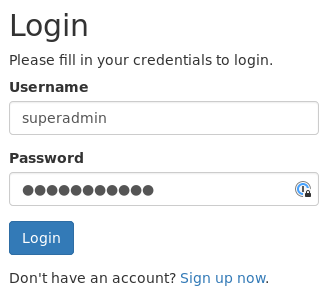 Login
Please fill in your credentials to login.
Username
superadmin
Password
●●●●●●●●●●●
Login
Don't have an account? Sign up now.